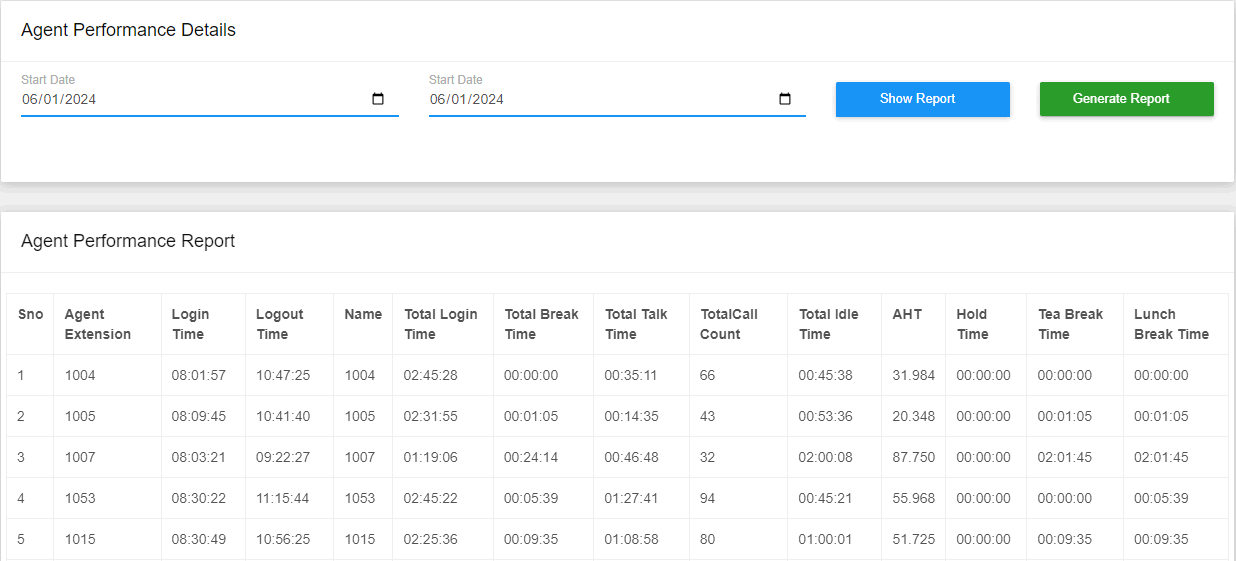 Agent Performance Details
Start Date
Start Date
06/01/2024
06/01/2024
Show Report
Generate Report
Agent Performance Report
Sno Agent Extension Login Time Logout Time Name Total Login Time Total Break Time Total Talk Time TotalCall Count Total Idle Time AHT Hold Time Tea Break Time Lunch Break Time
1 1004 08:01:57 10:47:25 1004 02:45:28 00:00:00 00:35:11 66 00:45:38 31.984 00:00:00 00:00:00 00:00:00
2 1005 08:09:45 10:41:40 1005 02:31:55 00:01:05 00:14:35 43 00:53:36 20.348 00:00:00 00:01:05 00:01:05
3 1007 08:03:21 09:22:27 1007 01:19:06 00:24:14 00:46:48 32 02:00:08 87.750 00:00:00 02:01:45 02:01:45
4 1053 08:30:22 11:15:44 1053 02:45:22 00:05:39 01:27:41 94 00:45:21 55.968 00:00:00 00:00:00 00:05:39
5 1015 08:30:49 10:56:25 1015 02:25:36 00:09:35 01:08:58 80 01:00:01 51.725 00:00:00 00:09:35 00:09:35